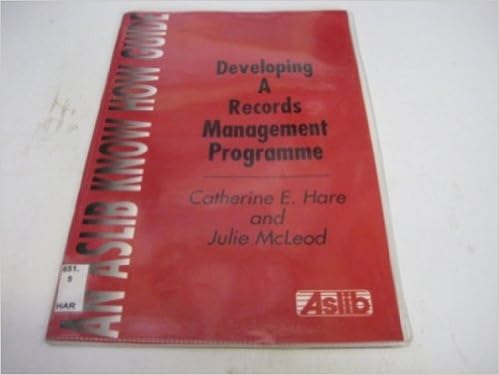 AN ASLIB KNOW HOW GUIDE
Developing
A
Records
Management
Programme
Catherine E. Hare
and
Julie McLeod
651.
5
HAR
Aslib